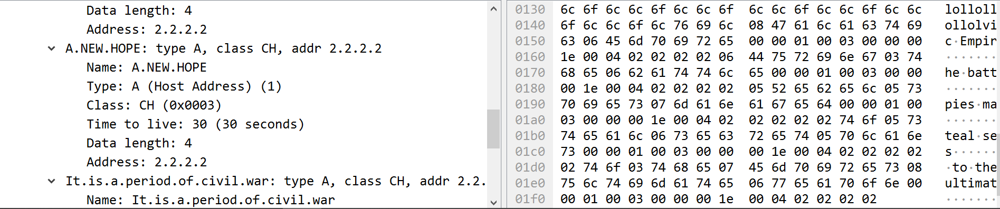 Data length: 4
Address: 2.2.2.2
A.NEW.HOPE: type A, class CH, addr 2.2.2.2
Name: A.NEW.HOPE
Type: A (Host Address) (1)
Class: CH (0x0003)
Time to live: 30 (30 seconds)
Data length: 4
Address: 2.2.2.2
It.is.a.period.of.civil.war: type A, class CH, addr 2.2.
Name: It.is.a.period.of.civil.war
0130 6c 6f 6c 6c 6f 6c 6c 6f 6c 6c 6f 6c 6c 6f 6c 6c lolloll
0140 6f 6c 6c 6f 6c 76 69 6c 08 47 61 6c 61 63 74 69 ollolvi
0150 63 06 45 6d 70 69 72 65 00 00 01 00 03 00 00 00 c·Empir
0160 1e 00 04 02 02 02 02 06 44 75 72 69 6e 67 03 74 ·······
0170 68 65 06 62 61 74 74 6c 65 00 00 01 00 03 00 00 he·batt
0180 00 1e 00 04 02 02 02 02 05 52 65 62 65 6c 05 73 ·······
0190 70 69 65 73 07 6d 61 6e 61 67 65 64 00 00 01 00 pies·ma
01a0 03 00 00 00 1e 00 04 02 02 02 02 02 74 6f 05 73 ·······
01b0 74 65 61 6c 06 73 65 63 72 65 74 05 70 6c 61 6e teal·se
01c0 73 00 00 01 00 03 00 00 00 1e 00 04 02 02 02 02 s······
01d0 02 74 6f 03 74 68 65 07 45 6d 70 69 72 65 73 08 ·to·the
01e0 75 6c 74 69 6d 61 74 65 06 77 65 61 70 6f 6e 00 ultimat
01f0 00 01 00 03 00 00 00 1e 00 04 02 02 02 02 ·······